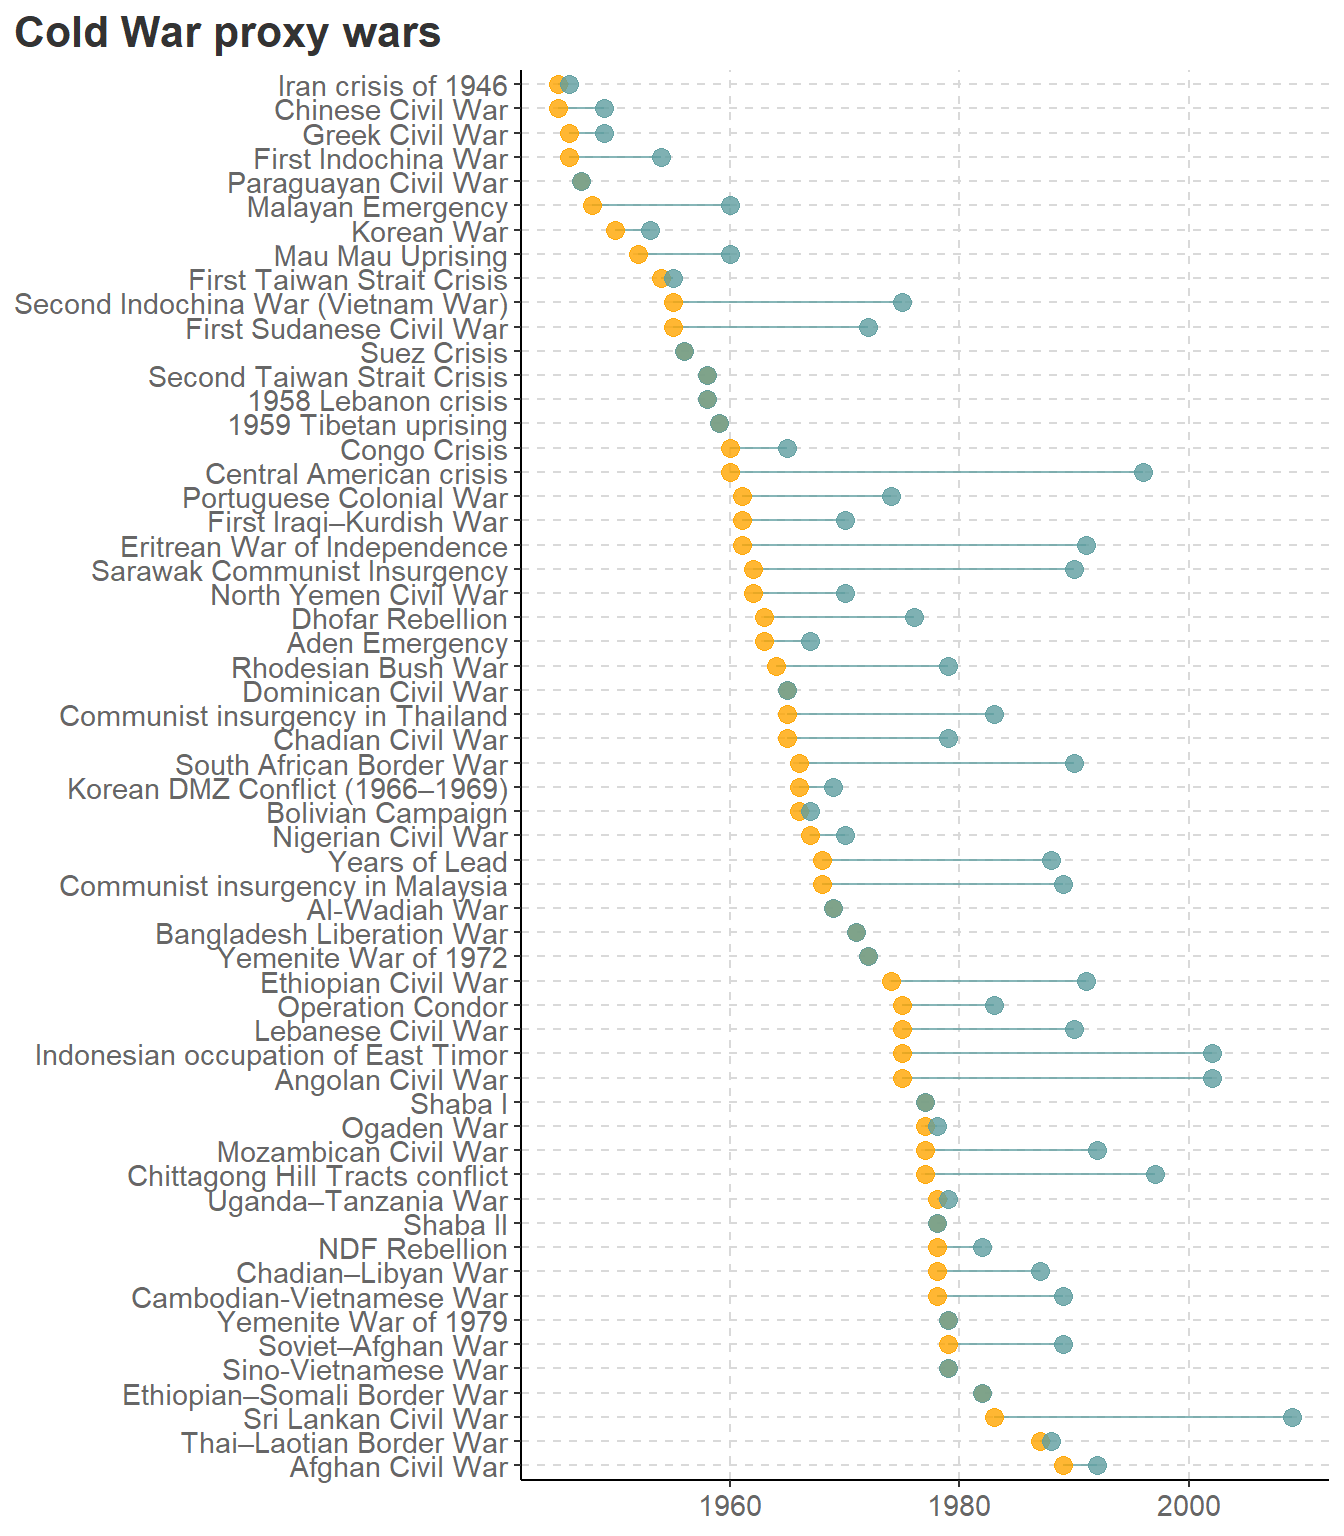 Cold War proxy wars
Iran crisis of 1946
Chinese Civil War
Greek Civil War
First Indochina War
Paraguayan Civil War
Malayan Emergency
Korean War
Mau Mau Uprising
First Taiwan Strait Crisis
Second Indochina War (Vietnam War)
First Sudanese Civil War
Suez Crisis
Second Taiwan Strait Crisis
1958 Lebanon crisis
1959 Tibetan uprising
Congo Crisis
Central American crisis
Portuguese Colonial War
First Iraqi–Kurdish War
Eritrean War of Independence
Sarawak Communist Insurgency
North Yemen Civil War
Dhofar Rebellion
Aden Emergency
Rhodesian Bush War
Dominican Civil War
Communist insurgency in Thailand
Chadian Civil War
South African Border War
Korean DMZ Conflict (1966–1969)
Bolivian Campaign
Nigerian Civil War
Years of Lead
Communist insurgency in Malaysia
Al-Wadiah War
Bangladesh Liberation War
Yemenite War of 1972
Ethiopian Civil War
Operation Condor
Lebanese Civil War
Indonesian occupation of East Timor
Angolan Civil War
Shaba I
Ogaden War
Mozambican Civil War
Chittagong Hill Tracts conflict
Uganda–Tanzania War
Shaba II
NDF Rebellion
Chadian–Libyan War
Cambodian-Vietnamese War
Yemenite War of 1979
Soviet–Afghan War
Sino-Vietnamese War
Ethiopian–Somali Border War
Sri Lankan Civil War
Thai–Laotian Border War
Afghan Civil War
1960 1980 2000